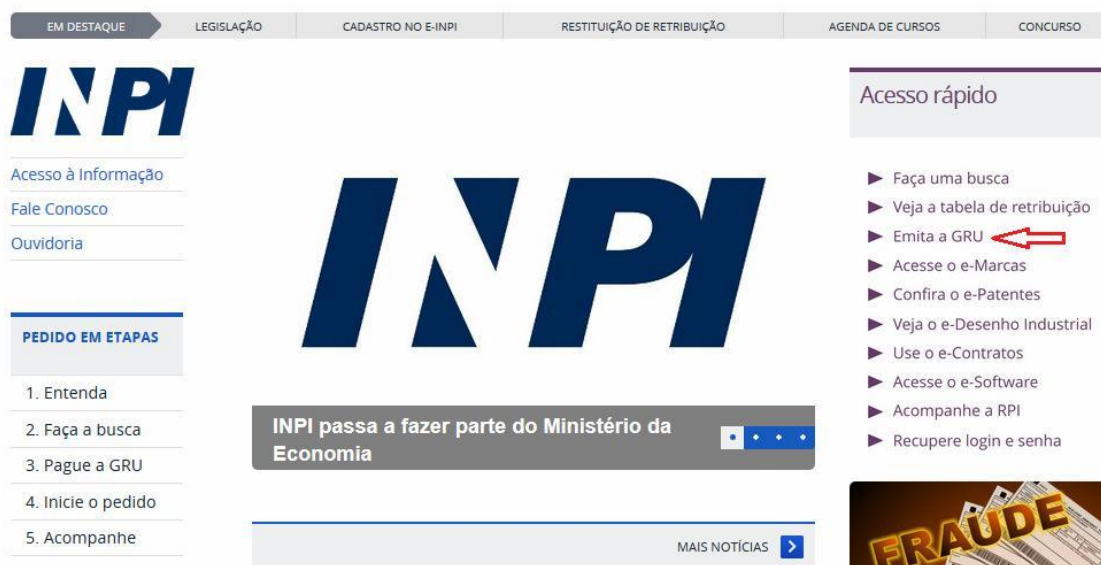 EM DESTAQUE LEGISLAÇÃO CADASTRO NO E-INPI RESTITUIÇÃO DE RETRIBUIÇÃO AGENDA DE CURSOS CONCURSO
INPI
Acesso à Informação
Fale Conosco
Ouvidoria
PEDIDO EM ETAPAS
1. Entenda
2. Faça a busca
3. Pague a GRU
4. Inicie o pedido
5. Acompanhe
INPI
INPI passa a fazer parte do Ministério da
Economia
MAIS NOTÍCIAS
Acesso rápido
Faça uma busca
Veja a tabela de retribuição
Emita a GRU
Acesse o e-Marcas
Confira o e-Patentes
Veja o e-Desenho Industrial
Use o e-Contratos
Acesse o e-Software
Acompanhe a RPI
Recupere login e senha
FRAUDE